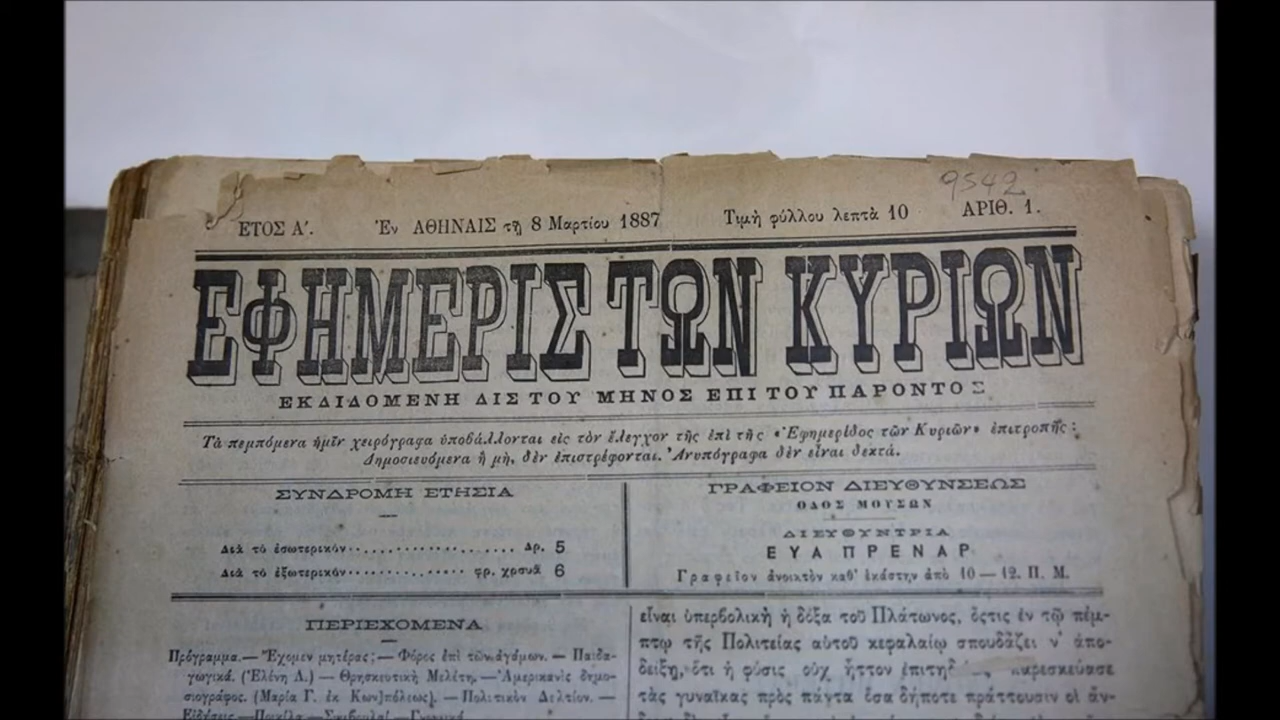 9542
ΕΤΟΣ Α΄. Ἐν ΑΘΗΝΑΙΣ τῇ 8 Μαρτίου 1887 Τιμὴ φύλλου λεπτὰ 10 ΑΡΙΘ. 1.
ΕΦΗΜΕΡΙΣ ΤΩΝ ΚΥΡΙΩΝ
ΕΚΔΙΔΟΜΕΝΗ ΔΙΣ ΤΟΥ ΜΗΝΟΣ ΕΠΙ ΤΟΥ ΠΑΡΟΝΤΟΣ
Τὰ πεμπόμενα ἡμῖν χειρόγραφα ὑποβάλλονται εἰς τὸν ἔλεγχον τῆς ἐπὶ τῆς «Ἐφημερίδος τῶν Κυριῶν» ἐπιτροπῆς:
Δημοσιευόμενα ἢ μὴ, δὲν ἐπιστρέφονται. Ἀνυπόγραφα δὲν εἶναι δεκτά.
ΣΥΝΔΡΟΜΗ ΕΤΗΣΙΑ
Διὰ τὸ ἐσωτερικόν.................... Δρ. 5
Διὰ τὸ ἐξωτερικόν.............. φρ. χρυσᾶ 6
ΓΡΑΦΕΙΟΝ ΔΙΕΥΘΥΝΣΕΩΣ
ΟΔΟΣ ΜΟΥΣΩΝ
ΔΙΕΥΘΥΝΤΡΙΑ
ΕΥΑ ΠΡΕΝΑΡ
Γραφεῖον ἀνοικτὸν καθ' ἑκάστην ἀπὸ 10 — 12. Π. Μ.
ΠΕΡΙΕΧΟΜΕΝΑ
Πρόγραμμα.— Ἔχομεν μητέρας; — Φόρος ἐπὶ τῶν ἀγάμων. — Παιδα-
γωγικά. (Ἑλένη Λ.) — Θρησκευτικὴ Μελέτη. — Ἀμερικανὶς δημο-
σιογράφος. (Μαρία Γ. ἐκ Κων)πόλεως). — Πολιτικὸν Δελτίον. —
Εἰδήσεις.—Ποικίλα.—Συμβουλαί.—Γνωμικά.
εἶναι ὑπερβολικὴ ἡ δόξα τοῦ Πλάτωνος, ὅςτις ἐν τῷ πέμ-
πτῳ τῆς Πολιτείας αὐτοῦ κεφαλαίῳ σπουδάζει ν' ἀπο-
δείξῃ, ὅτι ἡ φύσις οὐχ ἧττον παρεσκεύασε
τὰς γυναῖκας πρὸς πάντα ὅσα δήποτε πράττουσιν οἱ ἄν-